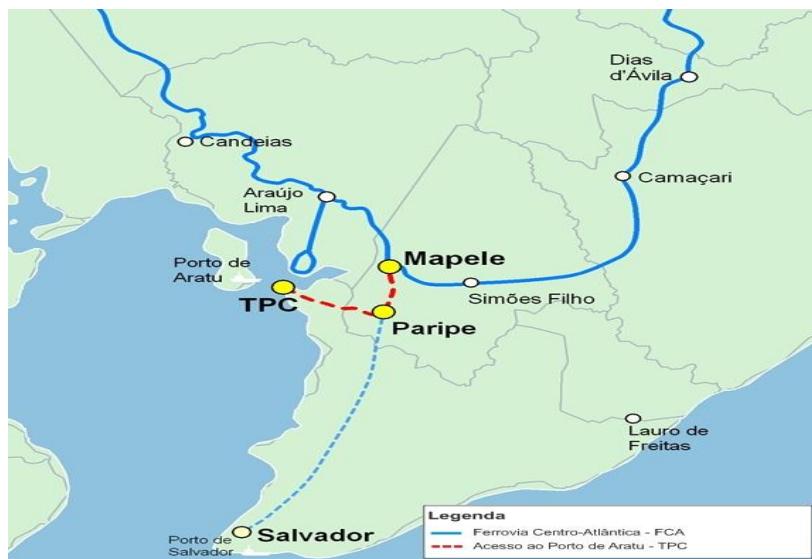 Dias
d'Ávila
Candeias
Camaçari
Araújo
Lima
Mapele
Porto de
Aratu
TPC
Simões Filho
Paripe
Lauro de
Freitas
Salvador
Porto de
Salvador
Legenda
Ferrovia Centro-Atlântica - FCA
Acesso ao Porto de Aratu - TPC